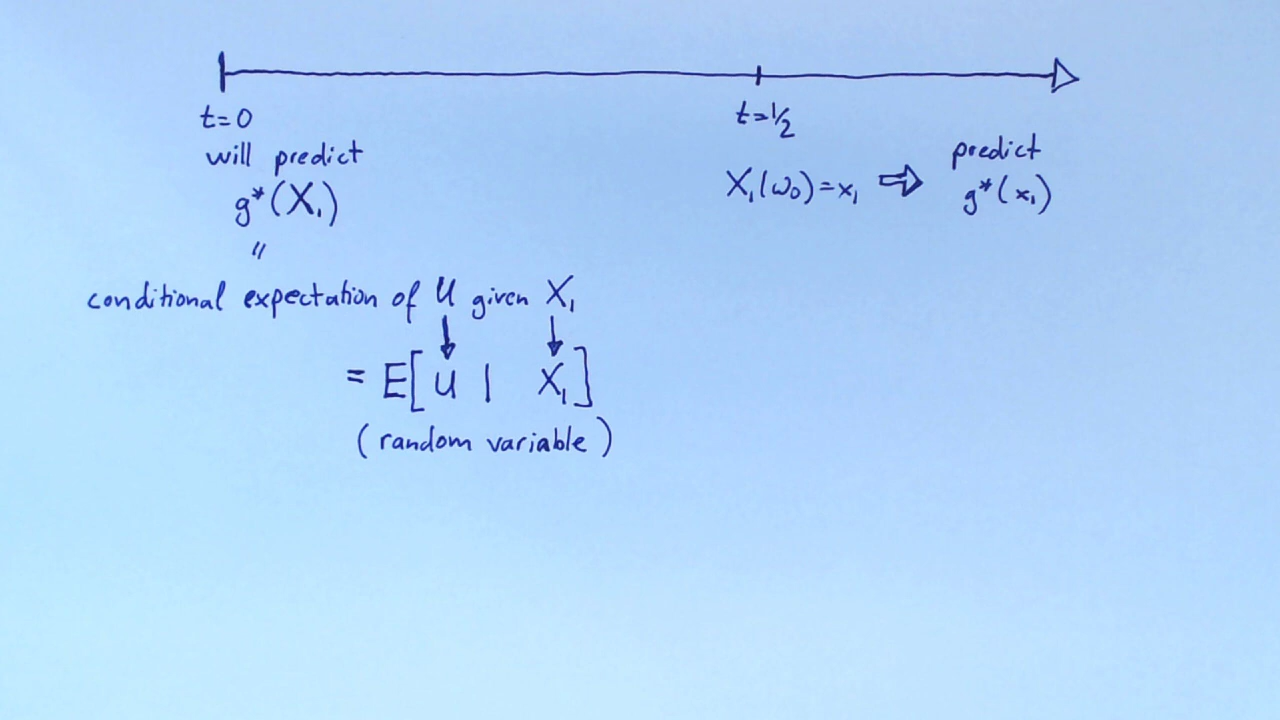 t=0
will predict
g*(X₁)
"
conditional expectation of U given X₁
= E[U | X₁]
(random variable)
t=½
X₁(ω₀)=x₁ ⇒ predict g*(x₁)